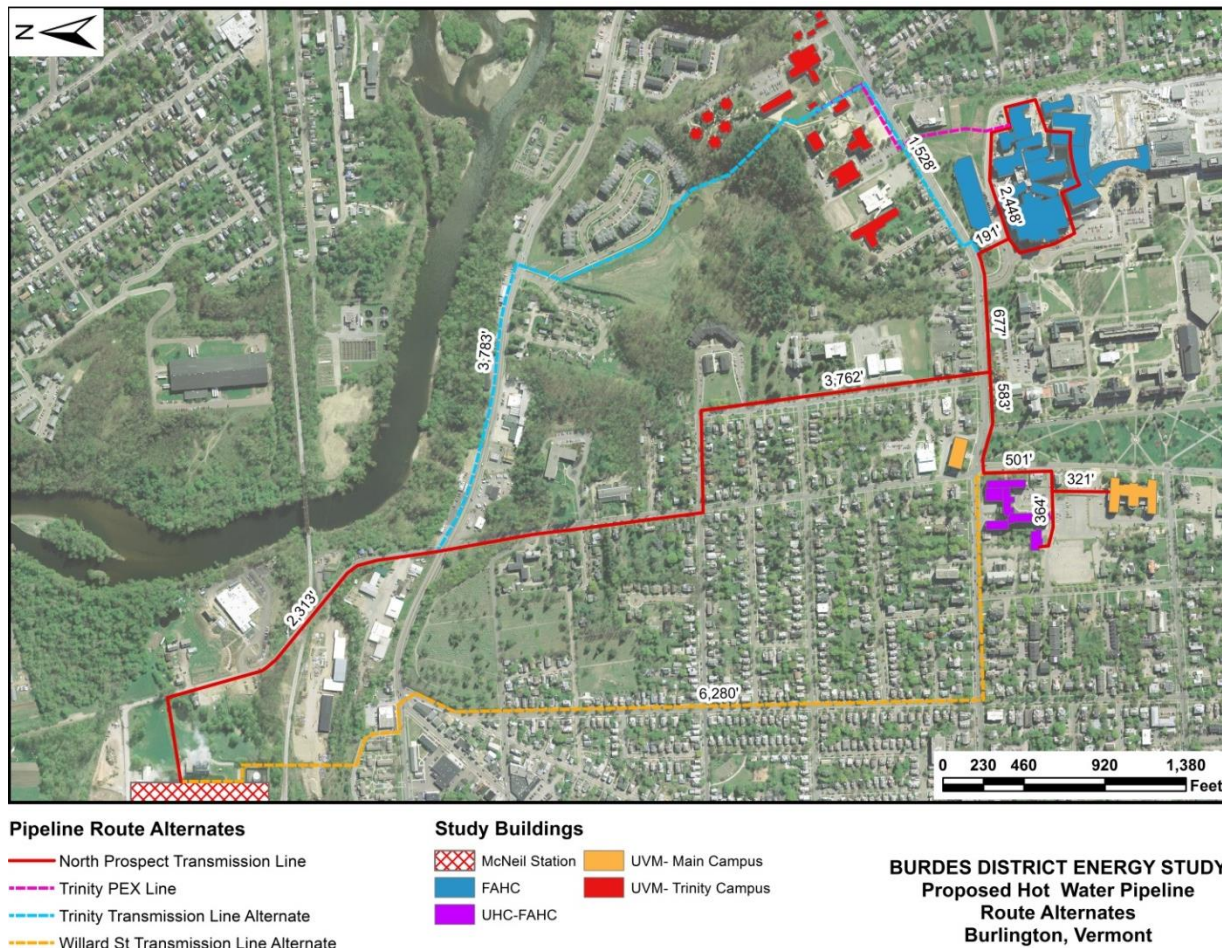 N
1,528'
2,448'
191'
3,783'
677'
3,762'
583'
501'
321'
364'
2,313'
6,280'
0 230 460 920 1,380
Feet
Pipeline Route Alternates
North Prospect Transmission Line
Trinity PEX Line
Trinity Transmission Line Alternate
Willard St Transmission Line Alternate
Study Buildings
McNeil Station
FAHC
UHC-FAHC
UVM- Main Campus
UVM- Trinity Campus
BURDES DISTRICT ENERGY STUDY
Proposed Hot Water Pipeline
Route Alternates
Burlington, Vermont